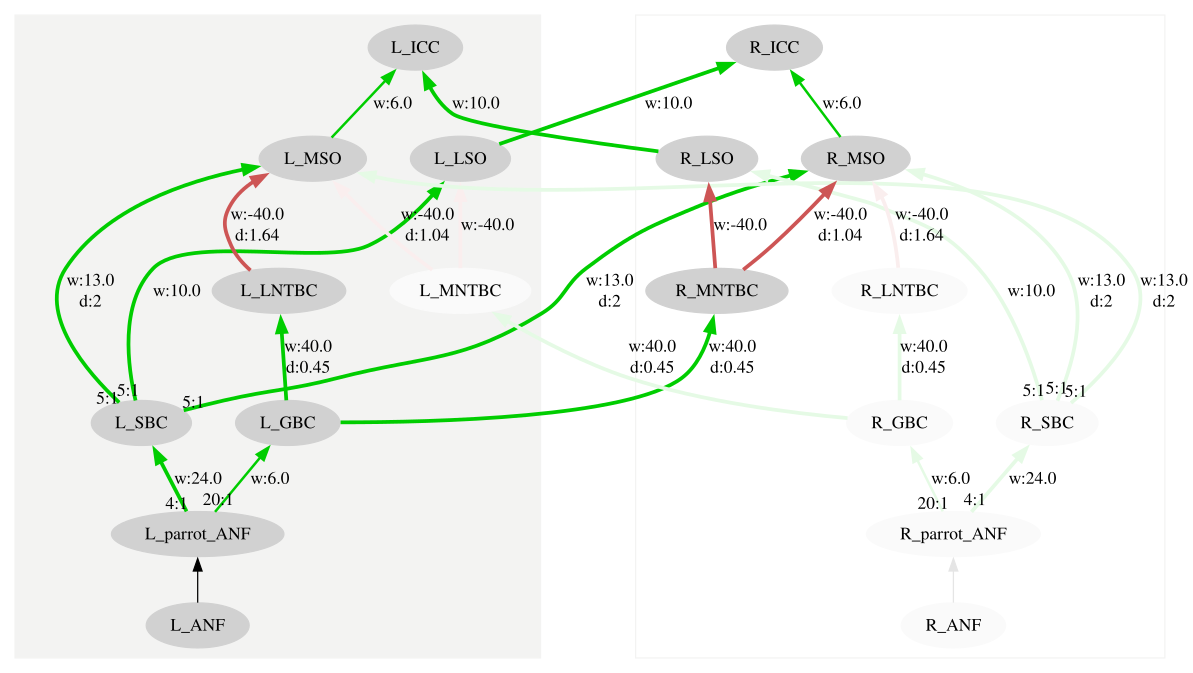 L_ICC
R_ICC
w:6.0
w:10.0
w:10.0
w:6.0
L_MSO
L_LSO
R_LSO
R_MSO
w:-40.0
d:1.64
w:-40.0
d:1.04
w:-40.0
w:-40.0
w:-40.0
d:1.04
w:-40.0
d:1.64
w:13.0
d:2
w:10.0
L_LNTBC
L_MNTBC
w:13.0
d:2
R_MNTBC
R_LNTBC
w:10.0
w:13.0
d:2
w:13.0
d:2
w:40.0
d:0.45
w:40.0
d:0.45
w:40.0
d:0.45
w:40.0
d:0.45
5:1
5:1
5:1
5:1
5:1
5:1
L_SBC
L_GBC
R_GBC
R_SBC
w:24.0
w:6.0
w:6.0
w:24.0
4:1
20:1
20:1
4:1
L_parrot_ANF
R_parrot_ANF
L_ANF
R_ANF